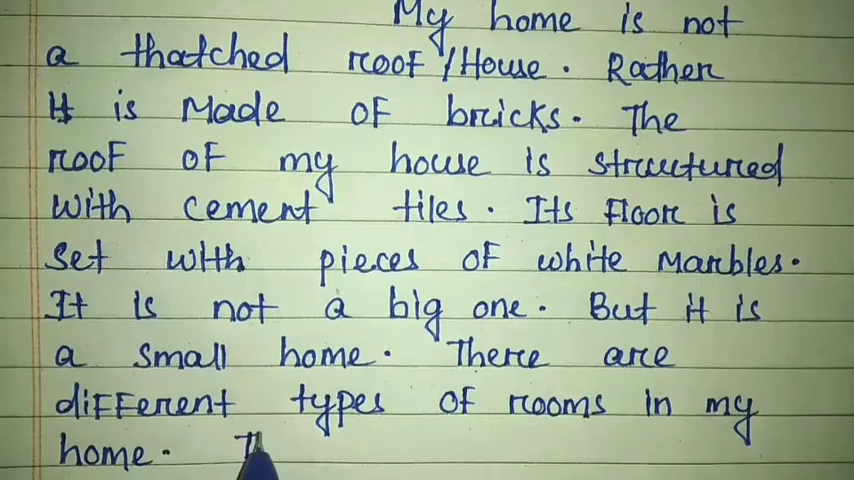 My home is not
a thatched roof/House. Rather
It is Made OF bricks. The
rooF OF my house is structured
with cement tiles. Its Floor is
set with pieces OF white Marbles.
It is not a big one. But it is
a small home. There are
diFFerent types OF rooms in my
home. T